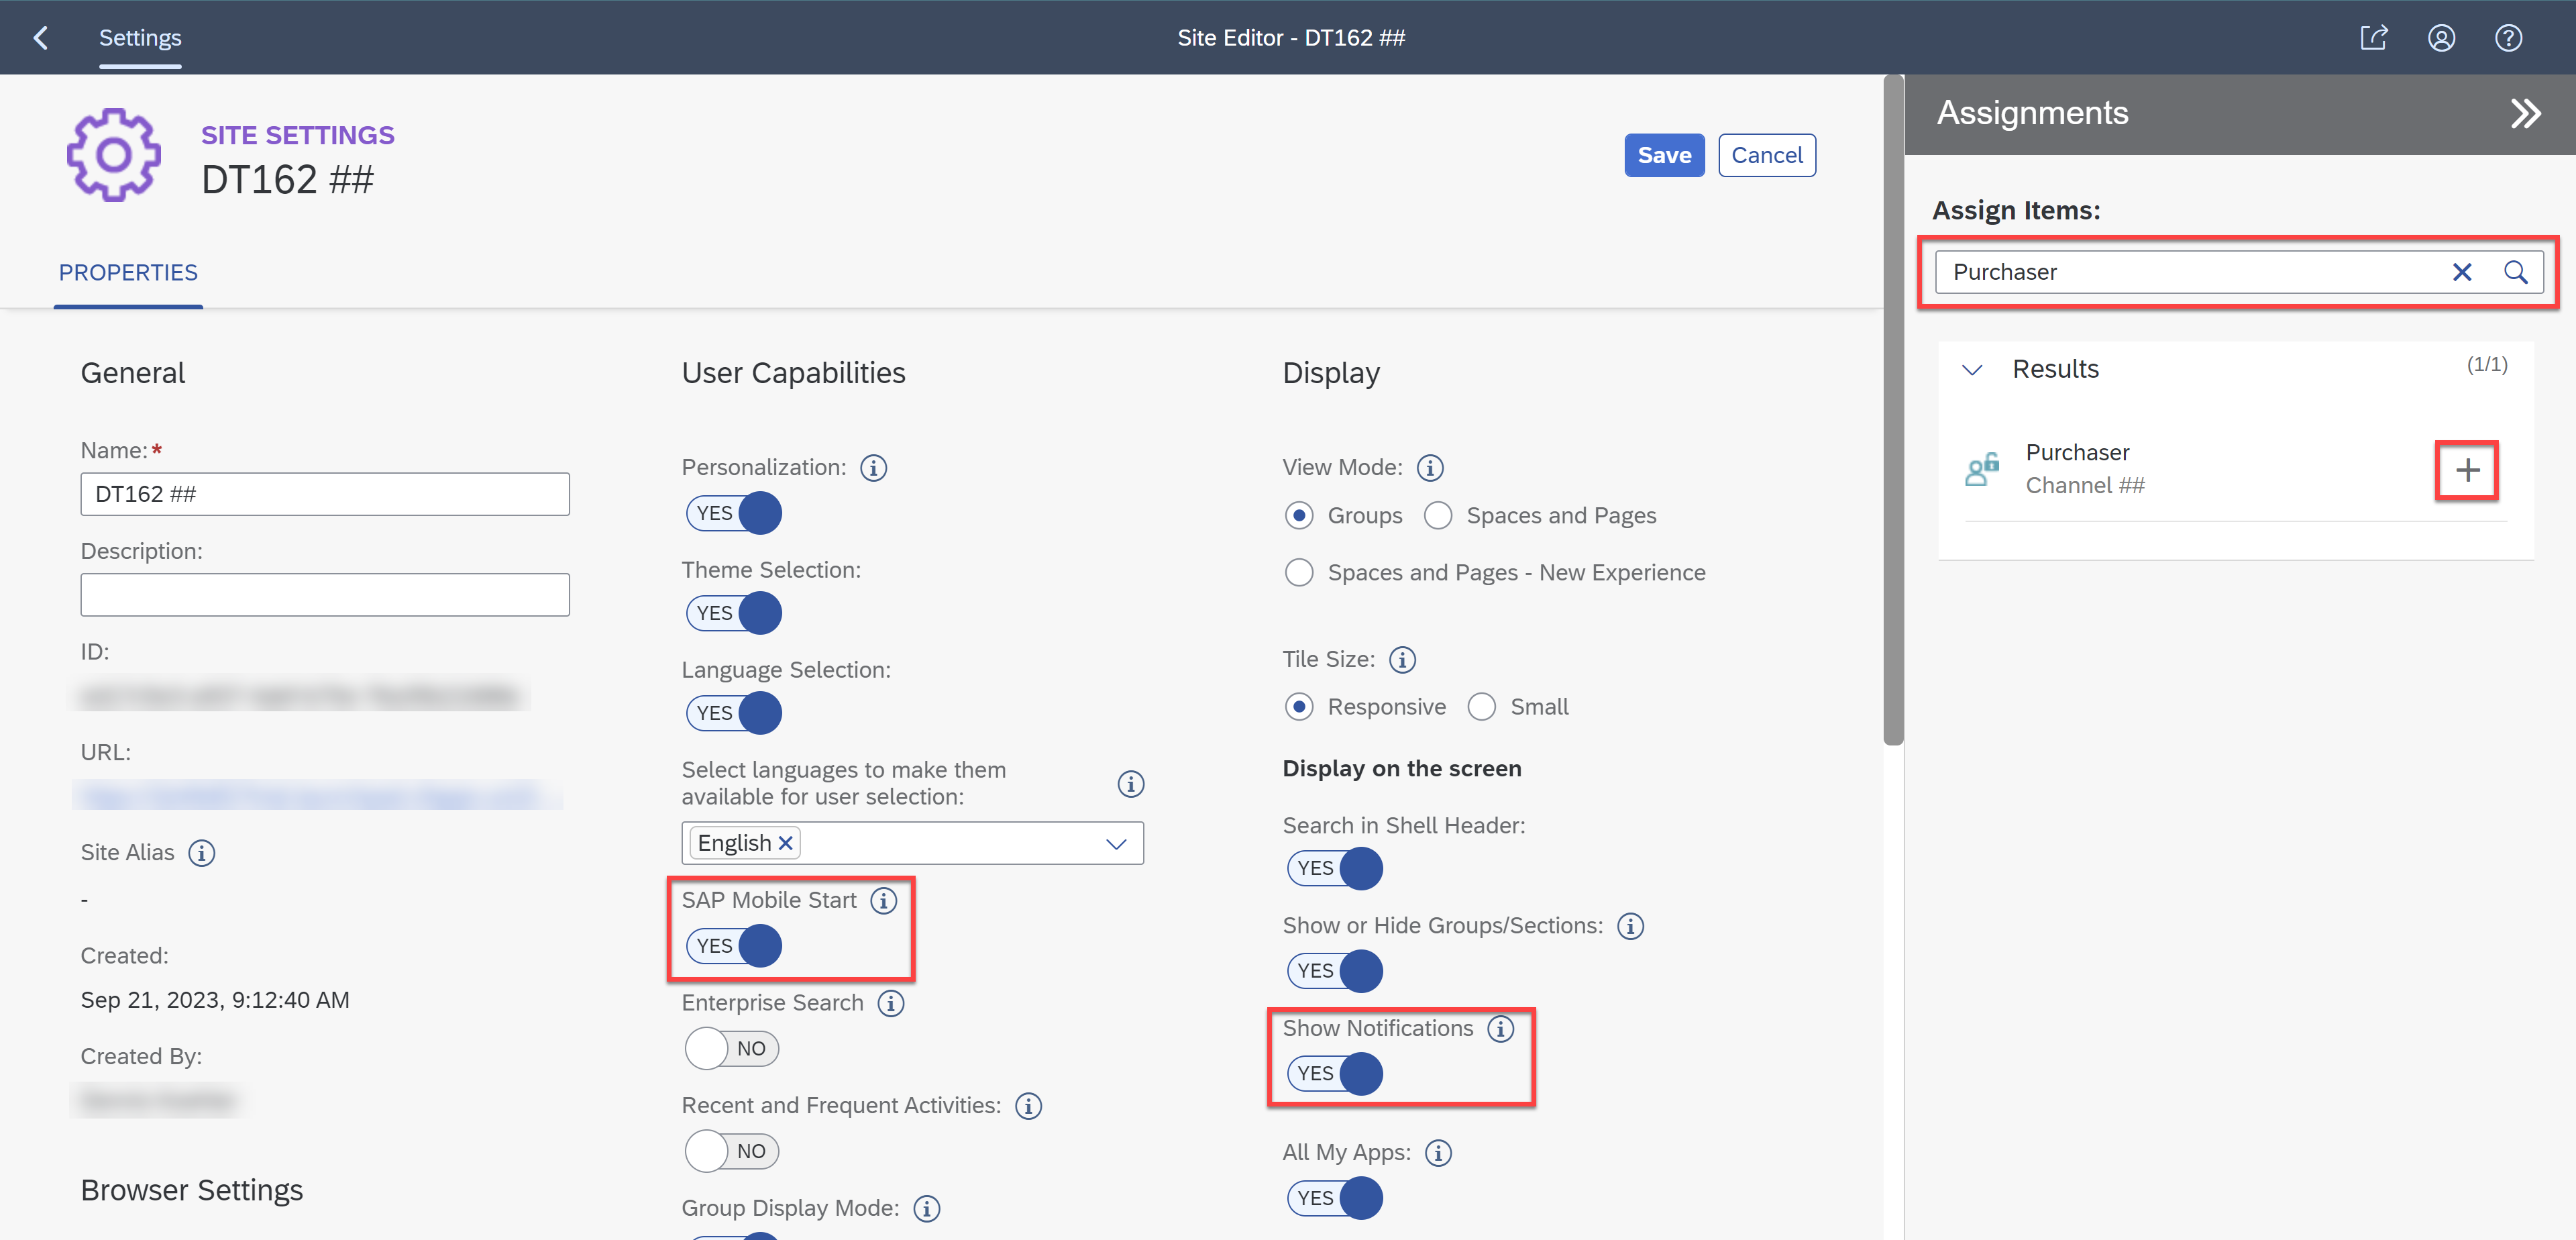 Settings
Site Editor - DT162 ##
SITE SETTINGS
DT162 ##
Save
Cancel
PROPERTIES
General
Name:*
DT162 ##
Description:
ID:
URL:
Site Alias
-
Created:
Sep 21, 2023, 9:12:40 AM
Created By:
Browser Settings
User Capabilities
Personalization:
YES
Theme Selection:
YES
Language Selection:
YES
Select languages to make them
available for user selection:
English
SAP Mobile Start
YES
Enterprise Search
NO
Recent and Frequent Activities:
NO
Group Display Mode:
Display
View Mode:
Groups Spaces and Pages
Spaces and Pages - New Experience
Tile Size:
Responsive Small
Display on the screen
Search in Shell Header:
YES
Show or Hide Groups/Sections:
YES
Show Notifications
YES
All My Apps:
YES
Assignments
Assign Items:
Purchaser
Results (1/1)
Purchaser
Channel ##